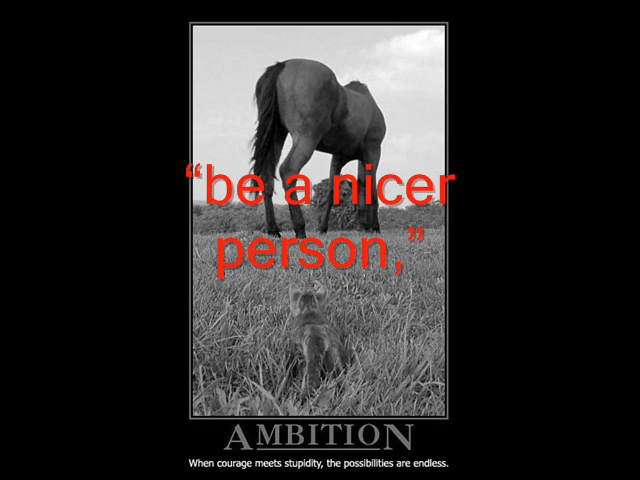 “be a nicer
person,”
AMBITION
When courage meets stupidity, the possibilities are endless.